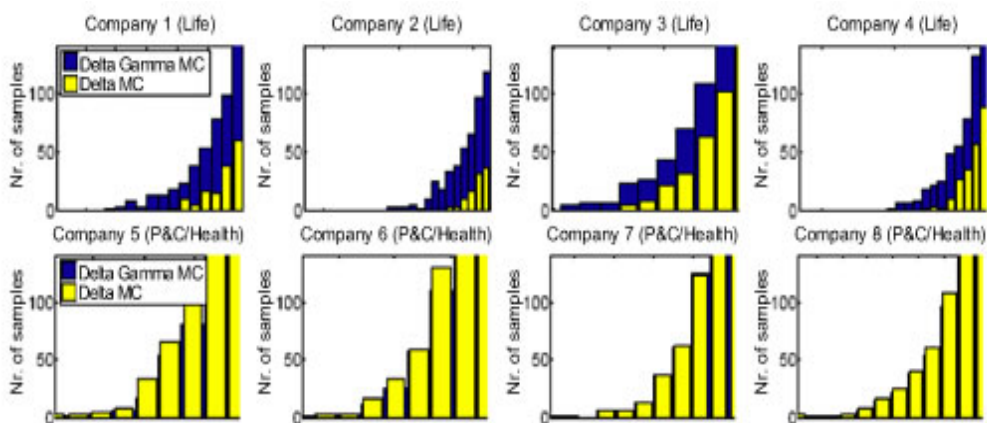 Company 1 (Life)
Company 2 (Life)
Company 3 (Life)
Company 4 (Life)
Nr. of samples
100
50
0
Delta Gamma MC
Delta MC
Nr. of samples
100
50
0
Nr. of samples
100
50
0
Nr. of samples
100
50
0
Company 5 (P&C/Health)
Company 6 (P&C/Health)
Company 7 (P&C/Health)
Company 8 (P&C/Health)
Nr. of samples
100
50
0
Delta Gamma MC
Delta MC
Nr. of samples
100
50
0
Nr. of samples
100
50
0
Nr. of samples
100
50
0